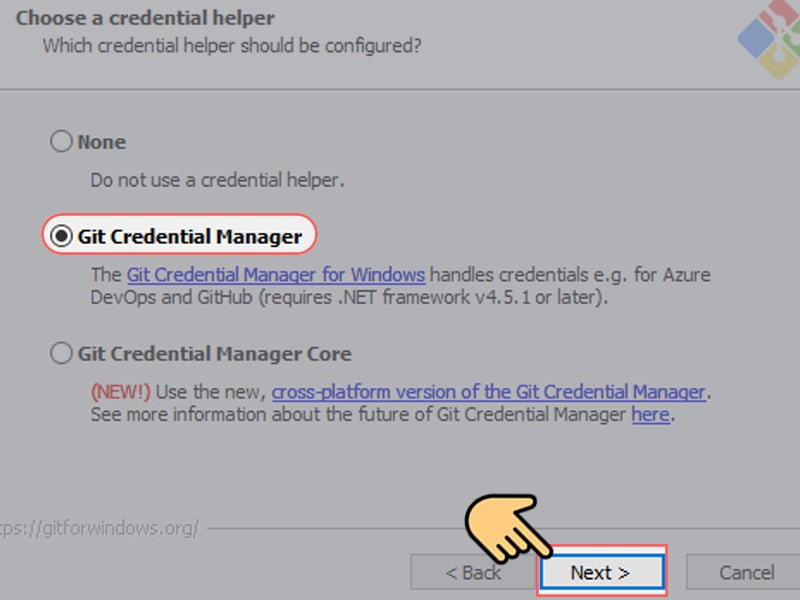 Choose a credential helper
Which credential helper should be configured?
None
Do not use a credential helper.
Git Credential Manager
The Git Credential Manager for Windows handles credentials e.g. for Azure
DevOps and GitHub (requires .NET framework v4.5.1 or later).
Git Credential Manager Core
(NEW!) Use the new, cross-platform version of the Git Credential Manager.
See more information about the future of Git Credential Manager here.
tps://gitforwindows.org/
< Back
Next >
Cancel